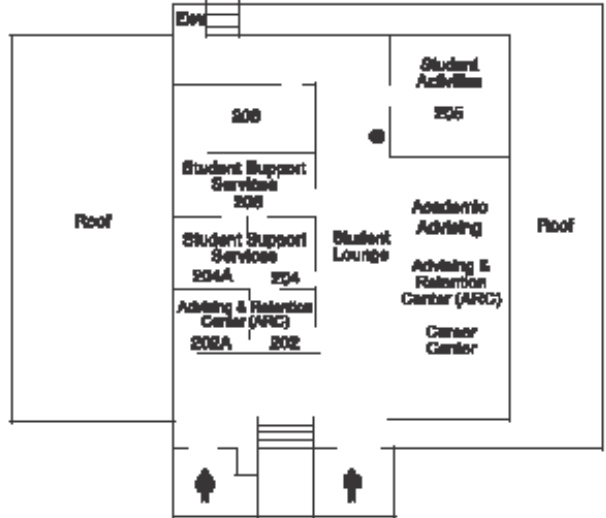 Elev
Student
Activities
205
208
Student Support
Services
206
Roof
Student Support
Services
204A 204
Student
Lounge
Academic
Advising
Advising &
Retention
Center (ARC)
Career
Center
Roof
Advising & Retention
Center (ARC)
202A 202